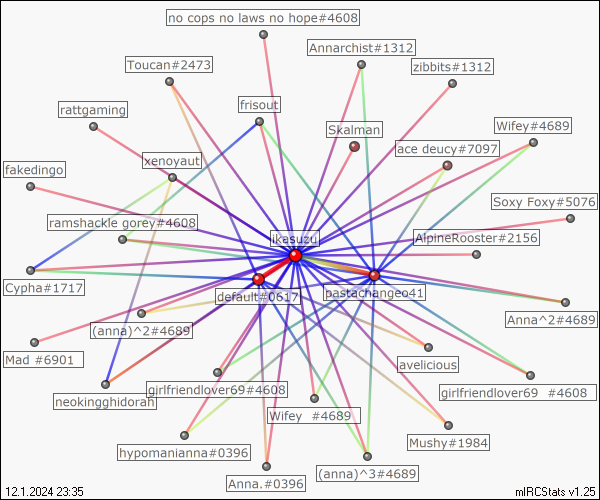 no cops no laws no hope#4608
Annarchist#1312
Toucan#2473
zibbits#1312
rattgaming
frisout
Skalman
Wifey#4689
ace deucy#7097
xenoyaut
fakedingo
Soxy Foxy#5076
ramshackle gorey#4608
ikasuzu
AlpineRooster#2156
Cypha#1717
default#0617
pastachangeo41
Anna^2#4689
(anna)^2#4689
Mad #6901
avelicious
girlfriendlover69#4608
girlfriendlover69 #4608
neokingghidorah
Wifey #4689
hypomanianna#0396
Mushy#1984
(anna)^3#4689
Anna.#0396
12.1.2024 23:35
mIRCStats v1.25